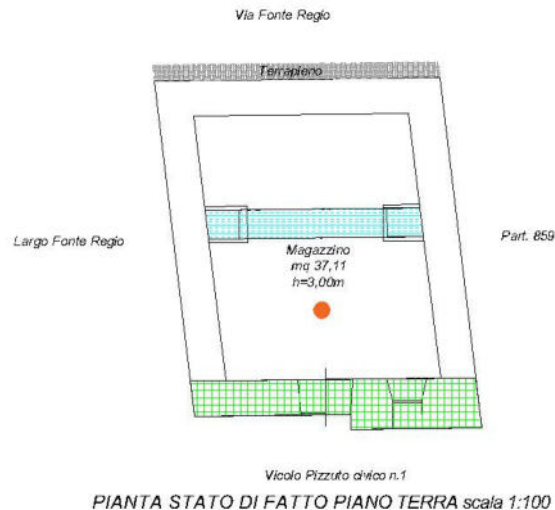 Via Fonte Regio
Terrapieno
Largo Fonte Regio
Magazzino
mq 37,11
h=3,00m
Part. 859
Vicolo Pizzuto civico n.1
PIANTA STATO DI FATTO PIANO TERRA scala 1:100